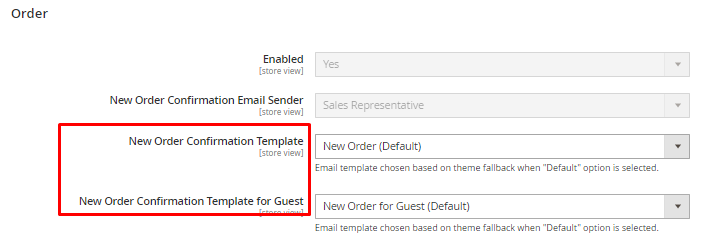 Order
Enabled
[store view]
Yes
New Order Confirmation Email Sender
[store view]
Sales Representative
New Order Confirmation Template
[store view]
New Order (Default)
Email template chosen based on theme fallback when "Default" option is selected.
New Order Confirmation Template for Guest
[store view]
New Order for Guest (Default)
Email template chosen based on theme fallback when "Default" option is selected.